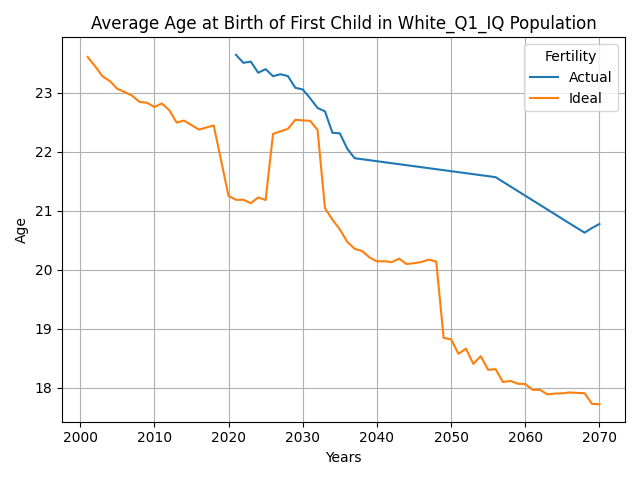 Average Age at Birth of First Child in White_Q1_IQ Population
Fertility
Actual
Ideal
Age
23
22
21
20
19
18
2000 2010 2020 2030 2040 2050 2060 2070
Years